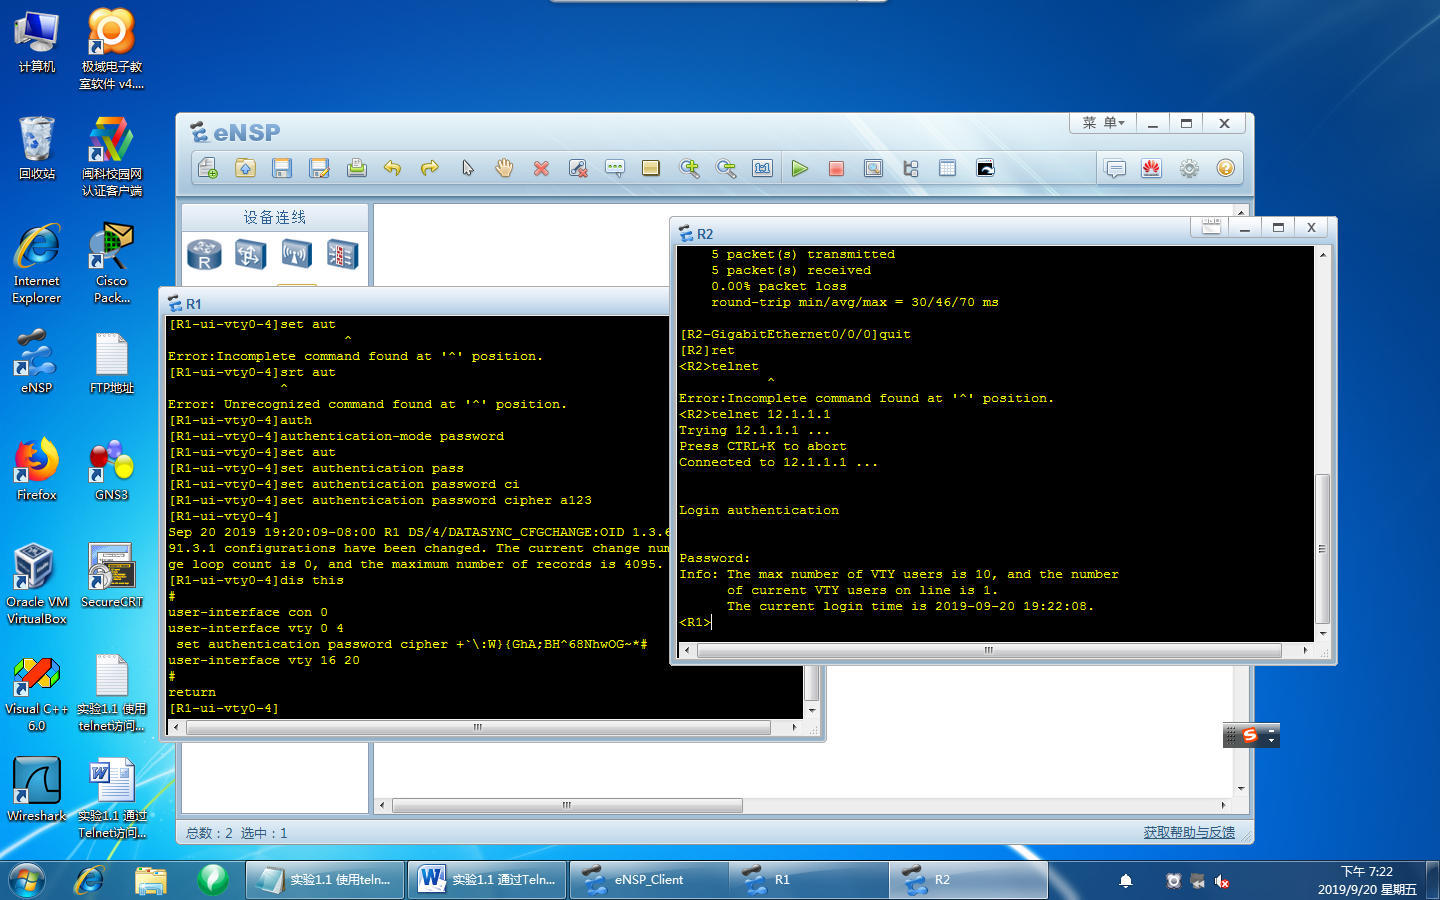 计算机
极域电子教
室软件 v4....
回收站
闽科校园网
认证客户端
Internet
Explorer
Cisco
Pack...
eNSP
FTP地址
Firefox
GNS3
Oracle VM
VirtualBox
SecureCRT
Visual C++
6.0
实验1.1 使用
telnet访问...
Wireshark
实验1.1 通过
Telnet访问...
eNSP
菜 单
设备连线
R1
[R1-ui-vty0-4]set aut
^
Error:Incomplete command found at '^' position.
[R1-ui-vty0-4]srt aut
^
Error: Unrecognized command found at '^' position.
[R1-ui-vty0-4]auth
[R1-ui-vty0-4]authentication-mode password
[R1-ui-vty0-4]set aut
[R1-ui-vty0-4]set authentication pass
[R1-ui-vty0-4]set authentication password ci
[R1-ui-vty0-4]set authentication password cipher a123
[R1-ui-vty0-4]
Sep 20 2019 19:20:09-08:00 R1 DS/4/DATASYNC_CFGCHANGE:OID 1.3.6
91.3.1 configurations have been changed. The current change num
ge loop count is 0, and the maximum number of records is 4095.
[R1-ui-vty0-4]dis this
#
user-interface con 0
user-interface vty 0 4
set authentication password cipher +`\:W}{GhA;BH^68NhwOG~*#
user-interface vty 16 20
#
return
[R1-ui-vty0-4]
R2
5 packet(s) transmitted
5 packet(s) received
0.00% packet loss
round-trip min/avg/max = 30/46/70 ms
[R2-GigabitEthernet0/0/0]quit
[R2]ret
<R2>telnet
^
Error:Incomplete command found at '^' position.
<R2>telnet 12.1.1.1
Trying 12.1.1.1 ...
Press CTRL+K to abort
Connected to 12.1.1.1 ...
Login authentication
Password:
Info: The max number of VTY users is 10, and the number
of current VTY users on line is 1.
The current login time is 2019-09-20 19:22:08.
<R1>
总数：2 选中：1
获取帮助与反馈
实验1.1 使用teln...
实验1.1 通过Teln...
eNSP_Client
R1
R2
下午 7:22
2019/9/20 星期五